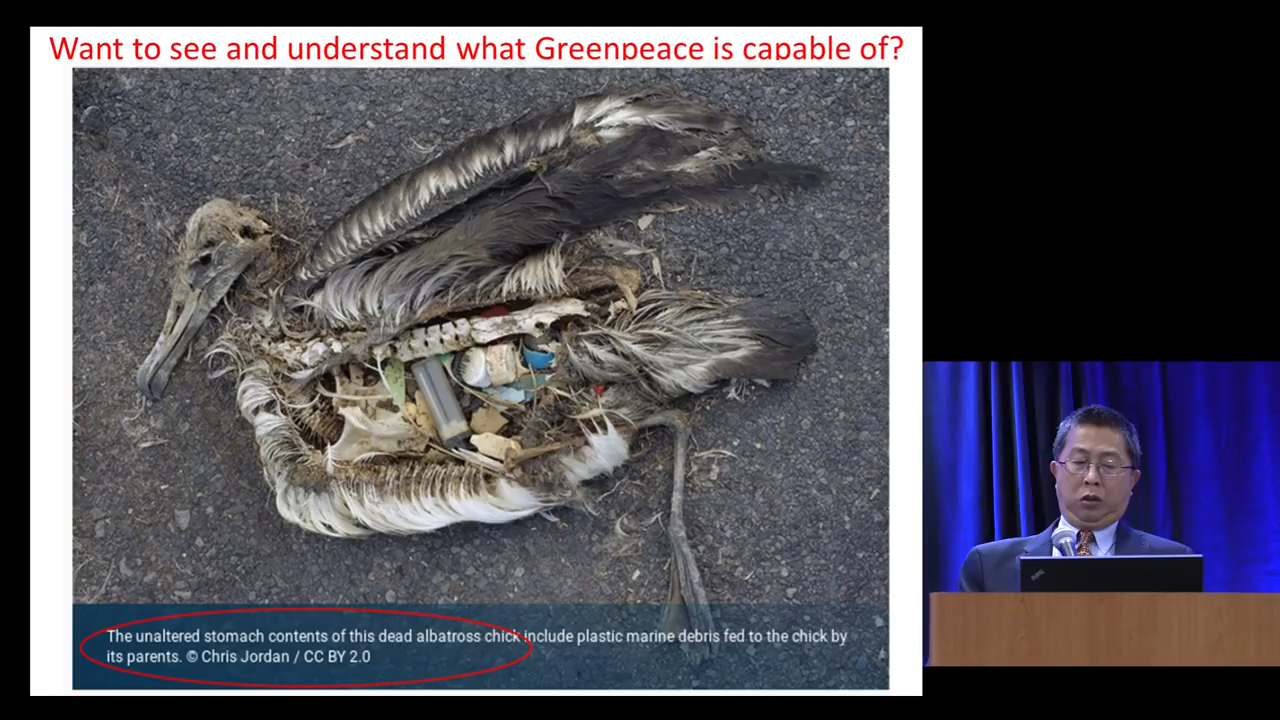 Want to see and understand what Greenpeace is capable of?
The unaltered stomach contents of this dead albatross chick include plastic marine debris fed to the chick by
its parents. © Chris Jordan / CC BY 2.0